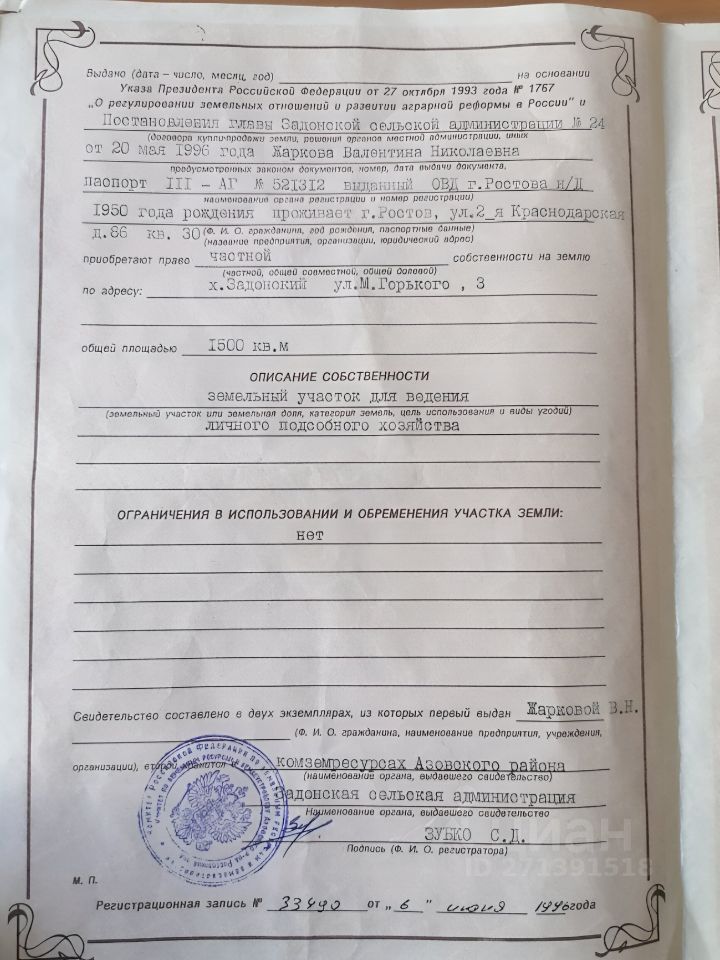 Выдано (дата – число, месяц, год) на основании
Указа Президента Российской Федерации от 27 октября 1993 года № 1767
„О регулировании земельных отношений и развитии аграрной реформы в России" и
Постановления главы Задонской сельской администрации № 24
(договора купли-продажи земли, решения органов местной администрации, иных
от 20 мая 1996 года Жаркова Валентина Николаевна
предусмотренных законом документов, номер, дата выдачи документа,
паспорт III – АГ № 521312 выданный ОВД г.Ростова н/Д
наименование органа регистрации и номер регистрации)
1950 года рождения проживает г.Ростов, ул.2_я Краснодарская
д.86 кв. 30 (Ф. И. О. гражданина, год рождения, паспортные данные)
(название предприятия, организации, юридический адрес)
приобретают право частной собственности на землю
(частной, общей совместной, общей долевой)
по адресу: х.Задонский ул.М.Горького , 3
общей площадью 1500 кв.м
ОПИСАНИЕ СОБСТВЕННОСТИ
земельный участок для ведения
(земельный участок или земельная доля, категория земель, цель использования и виды угодий)
личного подсобного хозяйства
ОГРАНИЧЕНИЯ В ИСПОЛЬЗОВАНИИ И ОБРЕМЕНЕНИЯ УЧАСТКА ЗЕМЛИ:
нет
Свидетельство составлено в двух экземплярах, из которых первый выдан Жарковой В.Н.
(Ф. И. О. гражданина, наименование предприятия, учреждения,
организации), второй хранится в комземресурсах Азовского района
(наименование органа, выдавшего свидетельство)
Задонская сельская администрация
Наименование органа, выдавшего свидетельство
ЗУБКО С.Д.
Подпись (Ф. И. О. регистратора)
циан
ID 271391518
М. П.
Регистрационная запись № 33490 от „ 6 " июня 1996года